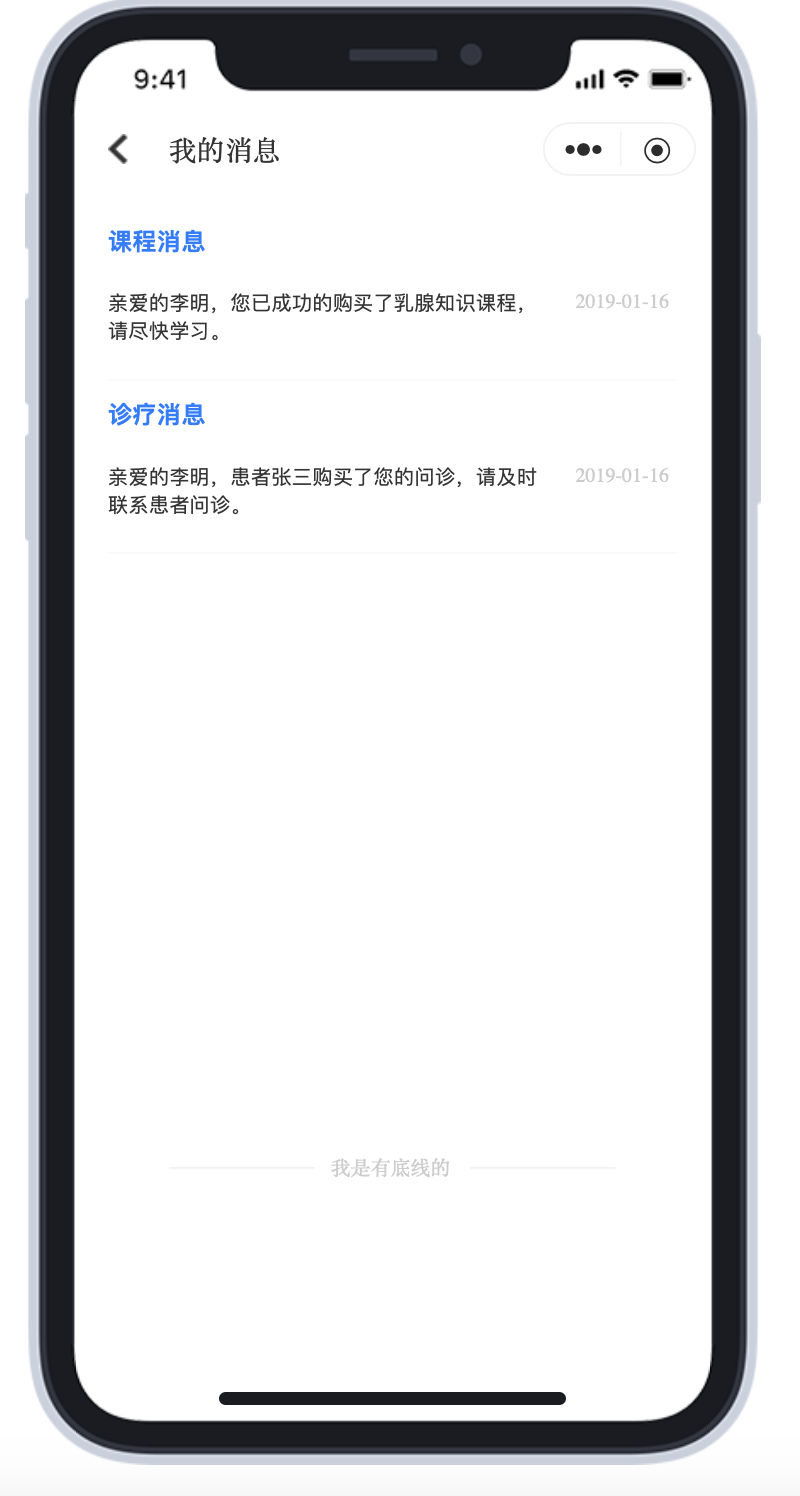 9:41
我的消息
课程消息
亲爱的李明，您已成功的购买了乳腺知识课程， 2019-01-16
请尽快学习。
诊疗消息
亲爱的李明，患者张三购买了您的问诊，请及时 2019-01-16
联系患者问诊。
我是有底线的